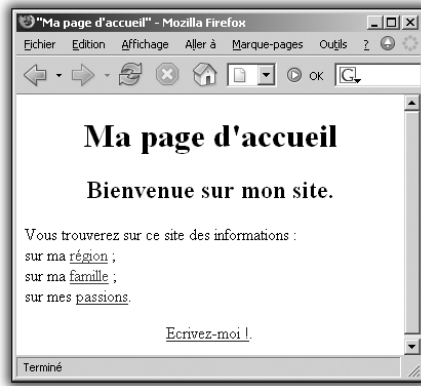 "Ma page d'accueil" - Mozilla Firefox
Fichier Edition Affichage Aller à Marque-pages Outils ?
OK G
Ma page d'accueil
Bienvenue sur mon site.
Vous trouverez sur ce site des informations :
sur ma région ;
sur ma famille ;
sur mes passions.
Ecrivez-moi !.
Terminé